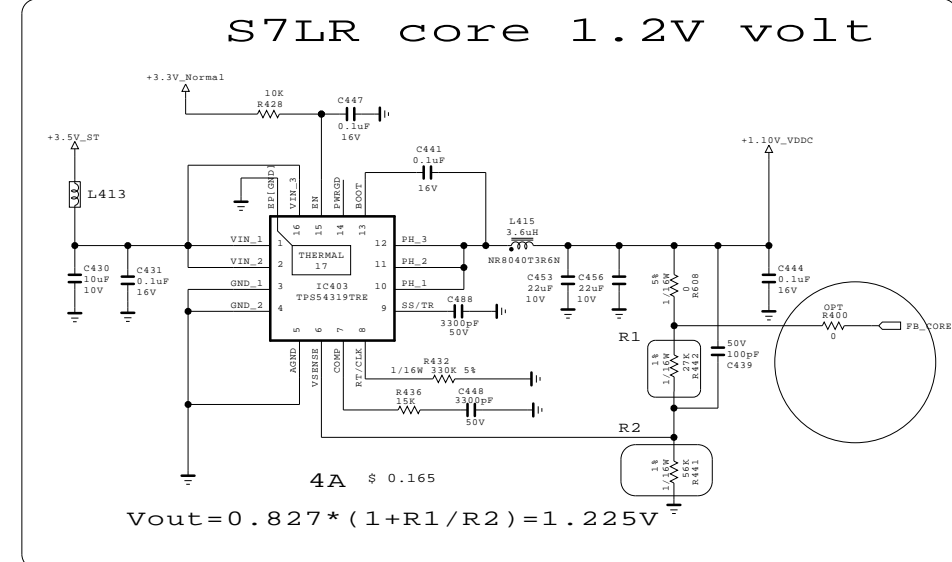 S7LR core 1.2V volt
+3.3V_Normal
10K
R428
C447
0.1uF
16V
+3.5V_ST
L413
C441
0.1uF
16V
+1.10V_VDDC
EP[GND]
VIN_3
EN
PWRGD
BOOT
16
15
14
13
L415
3.6uH
NR8040T3R6N
VIN_1
1
THERMAL
17
12
PH_3
VIN_2
2
11
PH_2
GND_1
3
IC403
TPS54319TRE
10
PH_1
GND_2
4
9
SS/TR
C430
10uF
10V
C431
0.1uF
16V
C488
3300pF
50V
C453
22uF
10V
C456
22uF
10V
5%
1/16W
0
R608
C444
0.1uF
16V
5
6
7
8
AGND
VSENSE
COMP
RT/CLK
OPT
R400
0
FB_CORE
R1
1%
1/16W
27K
R442
50V
100pF
C439
R432
1/16W 330K 5%
R436
15K
C448
3300pF
50V
R2
1%
1/16W
56K
R441
4A
$ 0.165
Vout=0.827*(1+R1/R2)=1.225V